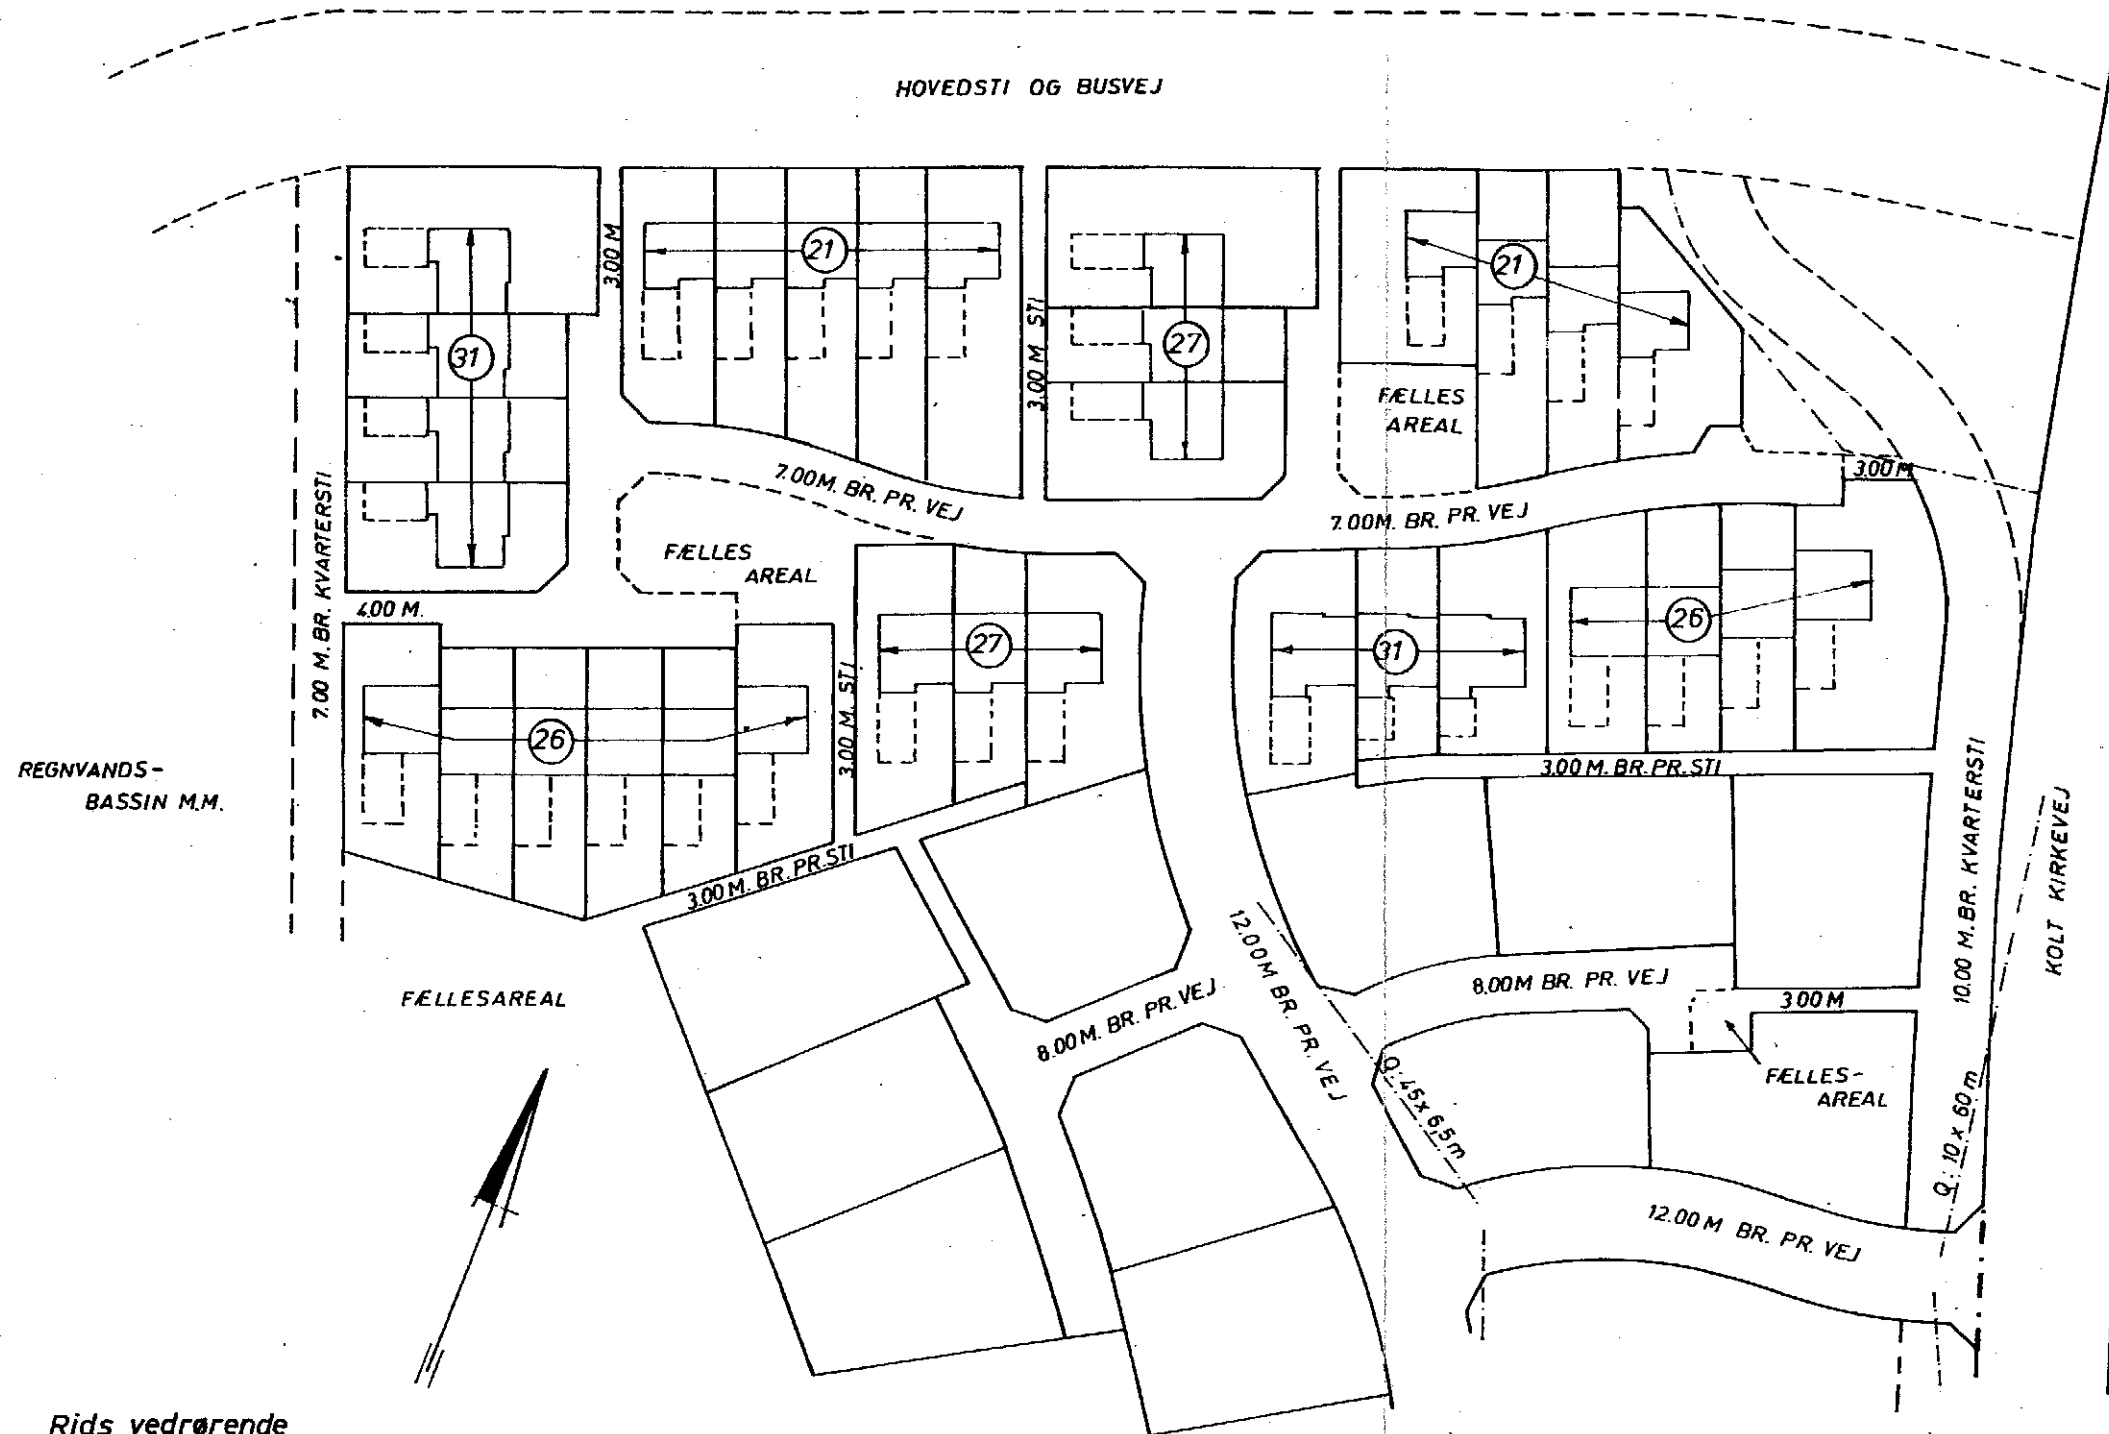 HOVEDSTI OG BUSVEJ
3.00 M
21
21
31
3.00 M STI
27
FÆLLES
AREAL
7.00 M. BR. KVARTERSTI
7.00 M. BR. PR. VEJ
7.00 M. BR. PR. VEJ
3.00 M
FÆLLES
AREAL
4.00 M.
27
31
26
26
3.00 M. STI
REGNVANDS-
BASSIN M.M.
3.00 M. BR. PR. STI
3.00 M. BR. PR. STI
10.00 M. BR. KVARTERSTI
KOLT KIRKEVEJ
FÆLLESAREAL
12.00 M BR. PR. VEJ
8.00 M BR. PR. VEJ
3.00 M
8.00 M. BR. PR. VEJ
FÆLLES-
AREAL
Q: 45 x 6,5 m
Q: 10 x 60 m
12.00 M BR. PR. VEJ
Rids vedrørende